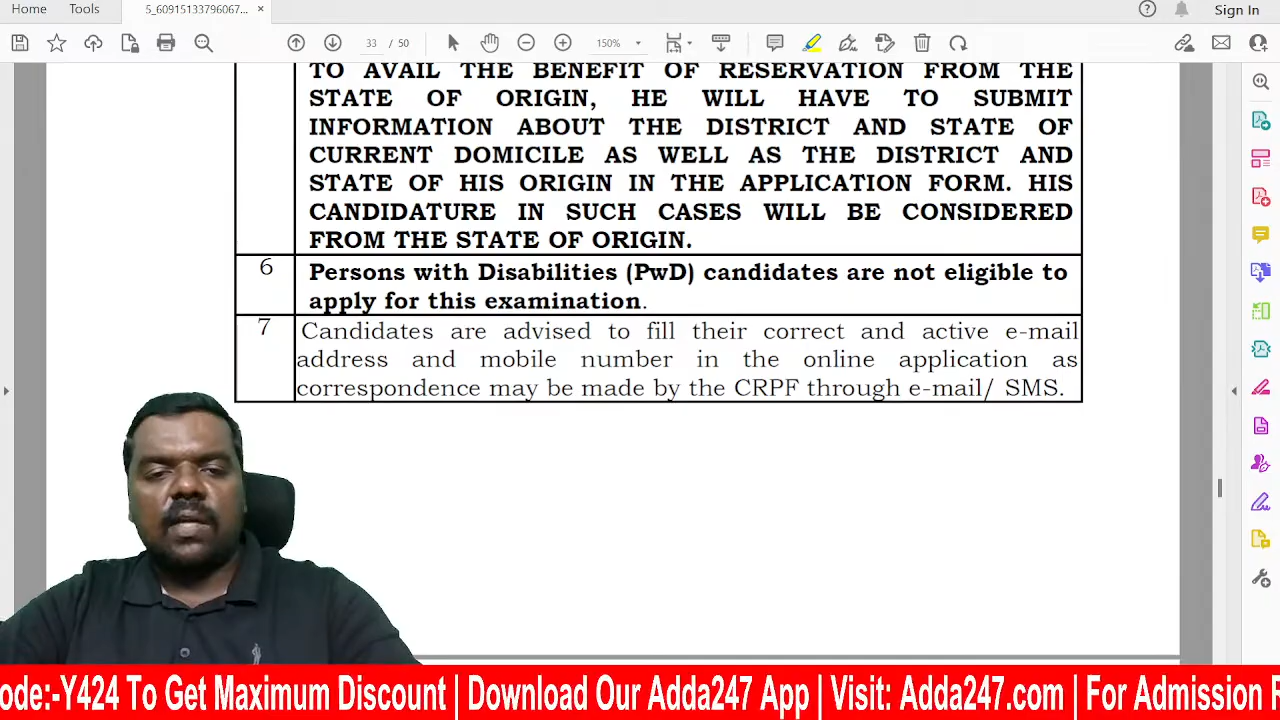 Home Tools 5_60915133796067... × Sign In
33 / 50 150%
TO AVAIL THE BENEFIT OF RESERVATION FROM THE
STATE OF ORIGIN, HE WILL HAVE TO SUBMIT
INFORMATION ABOUT THE DISTRICT AND STATE OF
CURRENT DOMICILE AS WELL AS THE DISTRICT AND
STATE OF HIS ORIGIN IN THE APPLICATION FORM. HIS
CANDIDATURE IN SUCH CASES WILL BE CONSIDERED
FROM THE STATE OF ORIGIN.
6 Persons with Disabilities (PwD) candidates are not eligible to
apply for this examination.
7 Candidates are advised to fill their correct and active e-mail
address and mobile number in the online application as
correspondence may be made by the CRPF through e-mail/ SMS.
ode:-Y424 To Get Maximum Discount | Download Our Adda247 App | Visit: Adda247.com | For Admission